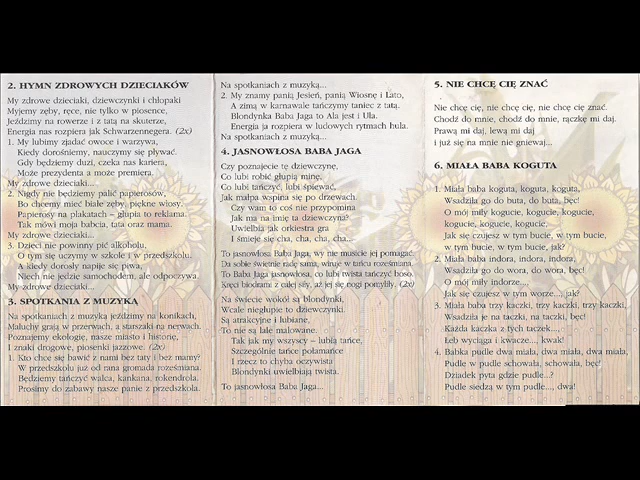 2. HYMN ZDROWYCH DZIECIAKÓW
My zdrowe dzieciaki, dziewczynki i chłopaki
Myjemy zęby, ręce, nie tylko w piosence,
Jeździmy na rowerze i z tatą na skuterze,
Energia nas rozpiera jak Schwarzennegera. (2x)
1. My lubimy zjadać owoce i warzywa,
Kiedy dorośniemy, nauczymy się pływać.
Gdy będziemy duzi, czeka nas kariera,
Może prezydenta a może premiera.
My zdrowe dzieciaki...
2. Nigdy nie będziemy palić papierosów,
Bo chcemy mieć białe zęby, piękne włosy.
Papierosy na plakatach – głupia to reklama.
Tak mówi moja babcia, tata oraz mama.
My zdrowe dzieciaki...
3. Dzieci nie powinny pić alkoholu,
O tym się uczymy w szkole i w przedszkolu.
A kiedy dorosły napije się piwa,
Niech nie jedzie samochodem, ale odpoczywa.
My zdrowe dzieciaki...
3. SPOTKANIA Z MUZYKĄ
Na spotkaniach z muzyką jeździmy na konikach,
Maluchy grają w przerwach, a starszaki na nerwach.
Poznajemy ekologię, nasze miasto i historię,
I znaki drogowe, piosenki jazzowe. (2x)
1. Kto chce się bawić z nami bez taty i bez mamy?
W przedszkolu już od rana gromada roześmiana.
Będziemy tańczyć walca, kankana, rokendrola.
Prosimy do zabawy nasze panie z przedszkola.
Na spotkaniach z muzyką...
2. My znamy panią Jesień, panią Wiosnę i Lato,
A zimą w karnawale tańczymy taniec z tatą.
Blondynka Baba Jaga to Ala jest i Ula.
Energia ja rozpiera w ludowych rytmach hula.
Na spotkaniach z muzyką...
4. JASNOWŁOSA BABA JAGA
Czy poznajecie tę dziewczynę,
Co lubi robić głupią minę,
Co lubi tańczyć, lubi śpiewać,
Jak małpa wspina się po drzewach.
Czy wam to coś nie przypomina
Jak ma na imię ta dziewczyna?
Uwielbia jak orkiestra gra
I śmieje się cha, cha, cha, cha...
To jasnowłosa Baba Jaga, wy nie musicie jej pomagać.
Da sobie świetnie radę sama, wiruje w tańcu roześmiana.
To Baba Jaga jasnowłosa, co lubi twista tańczyć boso.
Kręci biodrami z całej siły, aż jej się nogi pomyliły. (2x)
Na świecie wokół są blondynki,
Wcale niegłupie to dziewczynki.
Są atrakcyjne i lubiane,
To nie są lale malowane.
Tak jak my wszyscy – lubią tańce,
Szczególnie tańce połamańce
I rzecz to chyba oczywista
Blondynki uwielbiają twista.
To jasnowłosa Baba Jaga...
5. NIE CHCĘ CIĘ ZNAĆ
Nie chcę cię, nie chcę cię, nie chcę cię znać.
Chodź do mnie, chodź do mnie, rączkę mi daj.
Prawą mi daj, lewą mi daj
i już się na mnie nie gniewaj...
6. MIAŁA BABA KOGUTA
1. Miała baba koguta, koguta, koguta,
Wsadziła go do buta, do buta, bęc!
O mój miły kogucie, kogucie, kogucie,
kogucie, kogucie, kogucie,
Jak się czujesz w tym bucie, w tym bucie,
w tym bucie, w tym bucie, jak?
2. Miała baba indora, indora, indora,
Wsadziła go do wora, do wora, bęc!
O mój miły indorze...,
Jak się czujesz w tym worze..., jak?
3. Miała baba trzy kaczki, trzy kaczki, trzy kaczki,
Wsadziła je na taczki, na taczki, bęc!
Każda kaczka z tych taczek...,
Łeb wyciąga i kwacze..., kwak!
4. Babka pudle dwa miała, dwa miała, dwa miała,
Pudle w pudle schowała, schowała, bęc!
Dziadek pyta gdzie pudle...?
Pudle siedzą w tym pudle..., dwa!